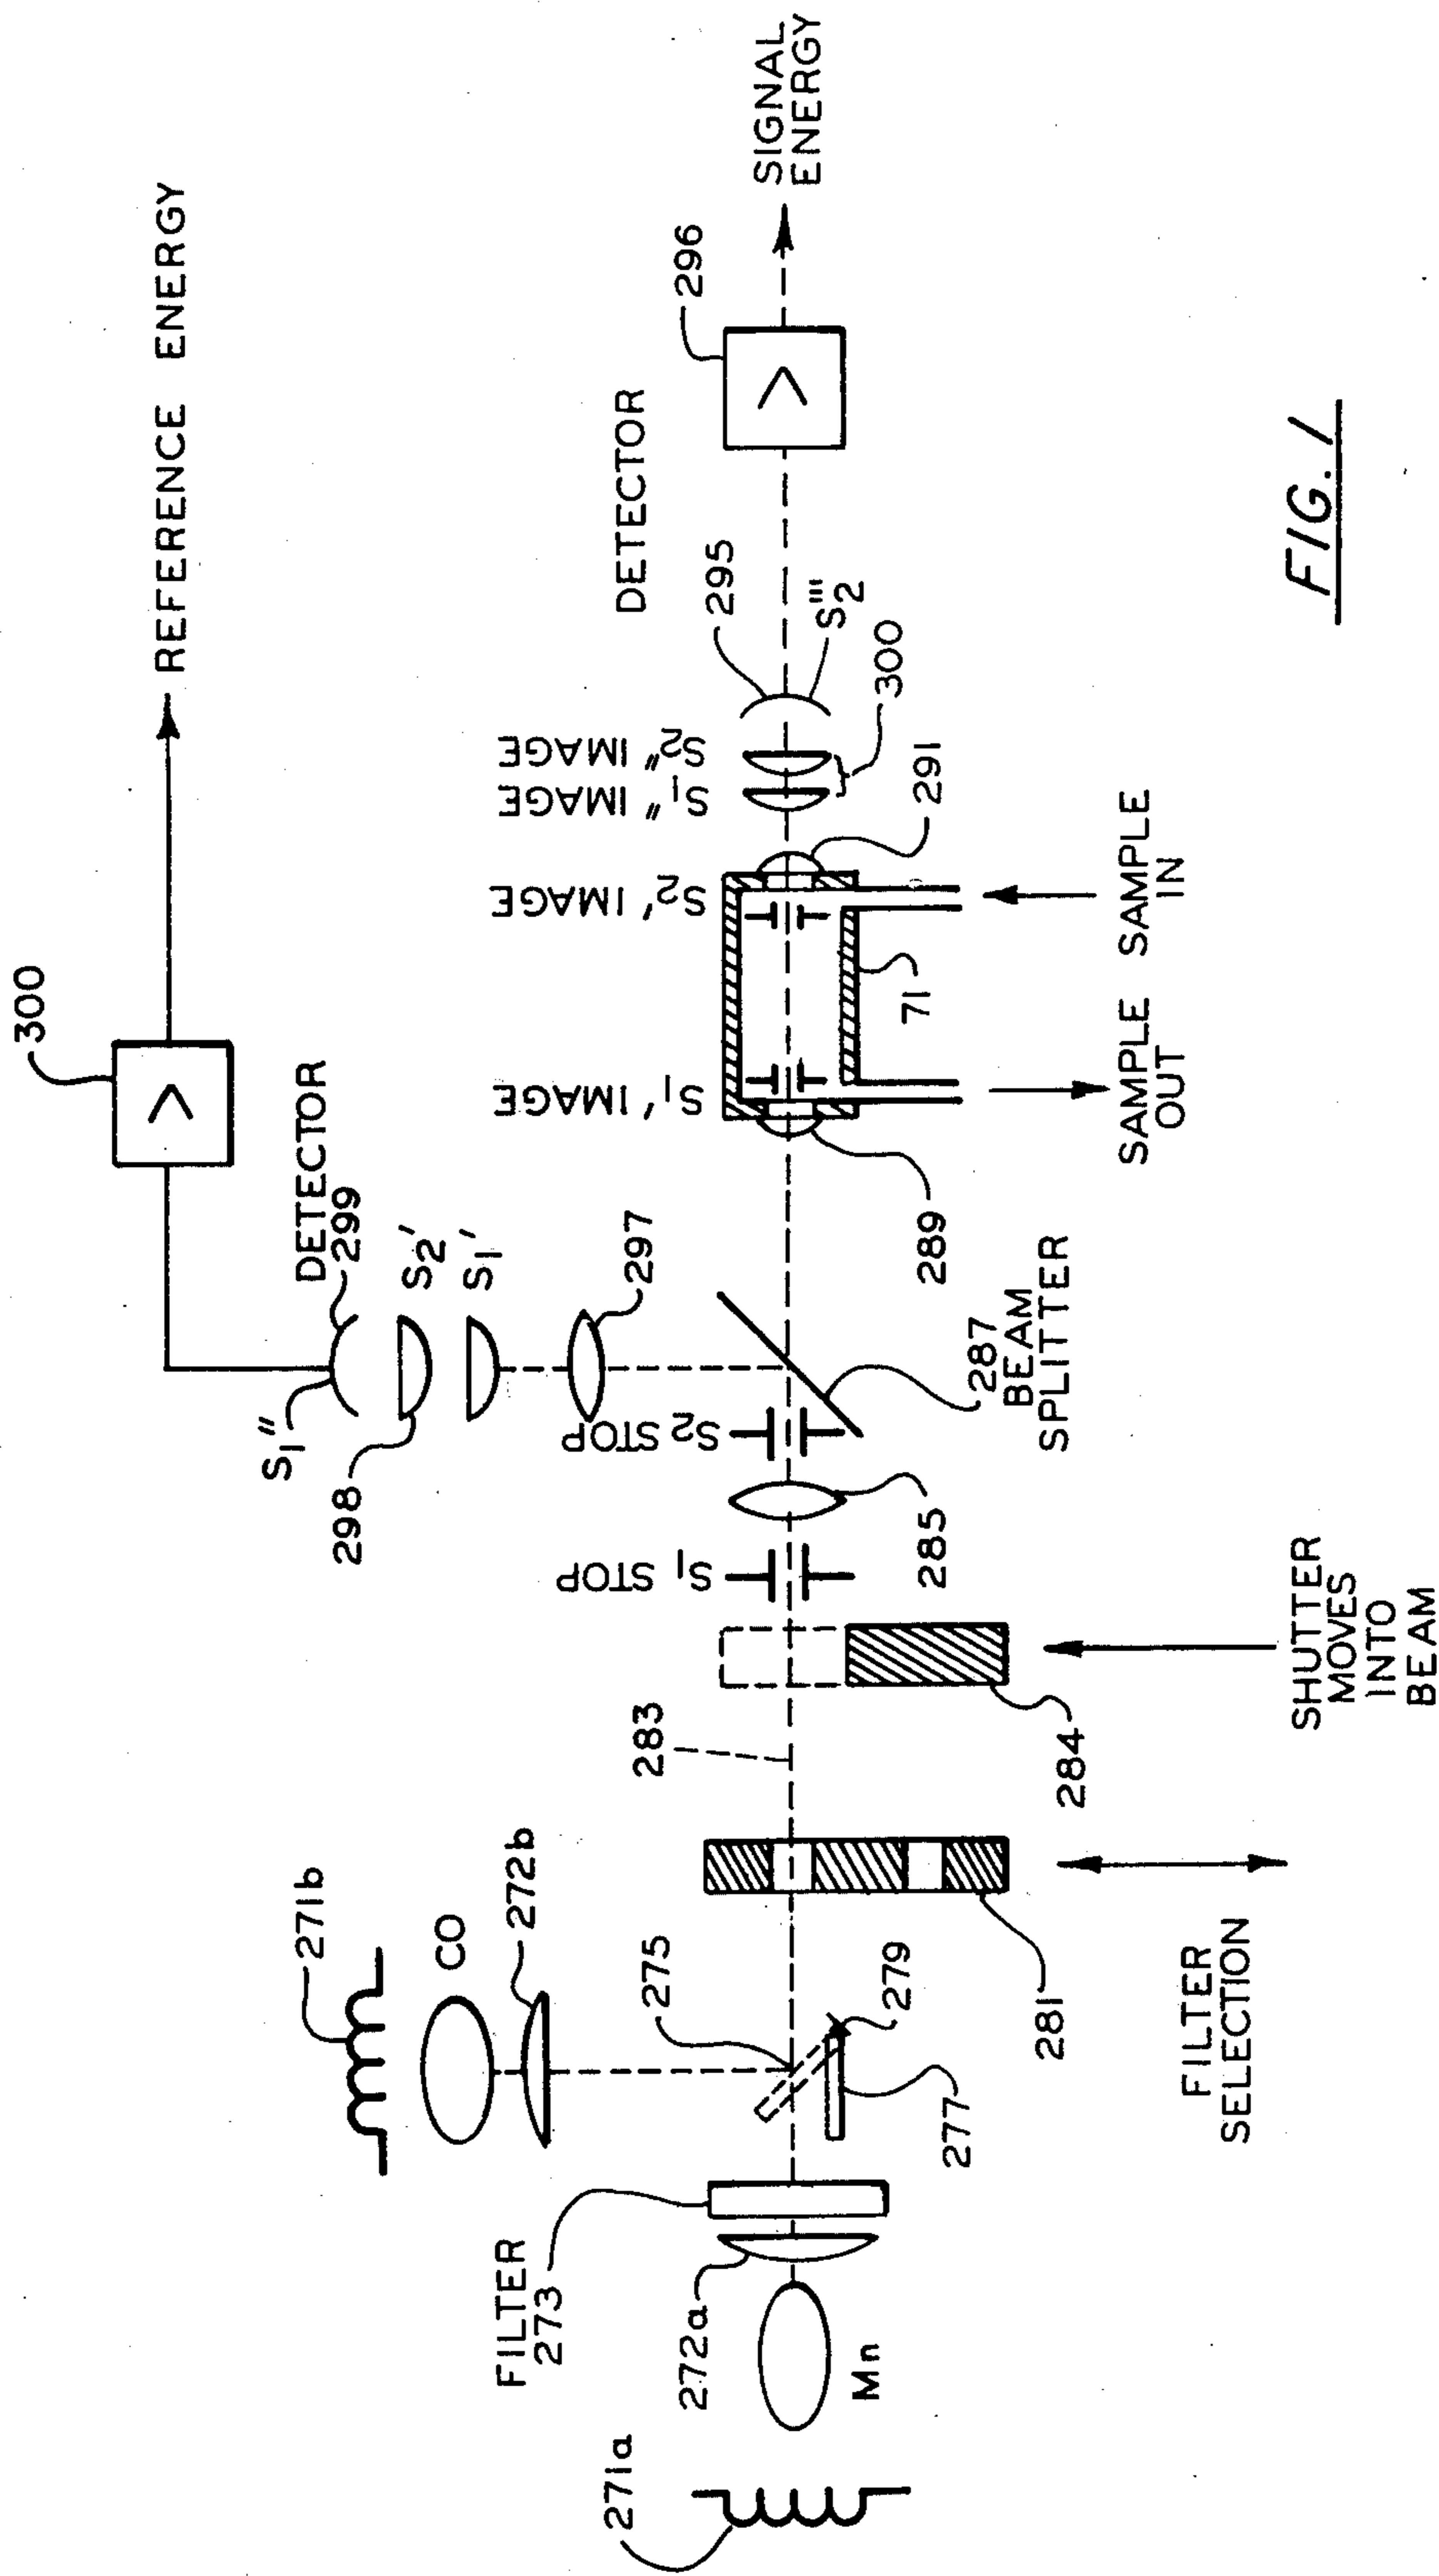 300
REFERENCE ENERGY
DETECTOR
299
S1"
S2'
S1'
298
297
271b
CO
272b
S1 STOP
S2 STOP
S1' IMAGE
S2' IMAGE
S1" IMAGE
S2" IMAGE
DETECTOR
296
SIGNAL
ENERGY
295
S2'''
300
291
71
289
287
BEAM
SPLITTER
285
283
284
275
279
277
281
FILTER
273
272a
Mn
271a
FILTER
SELECTION
SHUTTER
MOVES
INTO
BEAM
SAMPLE
OUT
SAMPLE
IN
FIG. 1